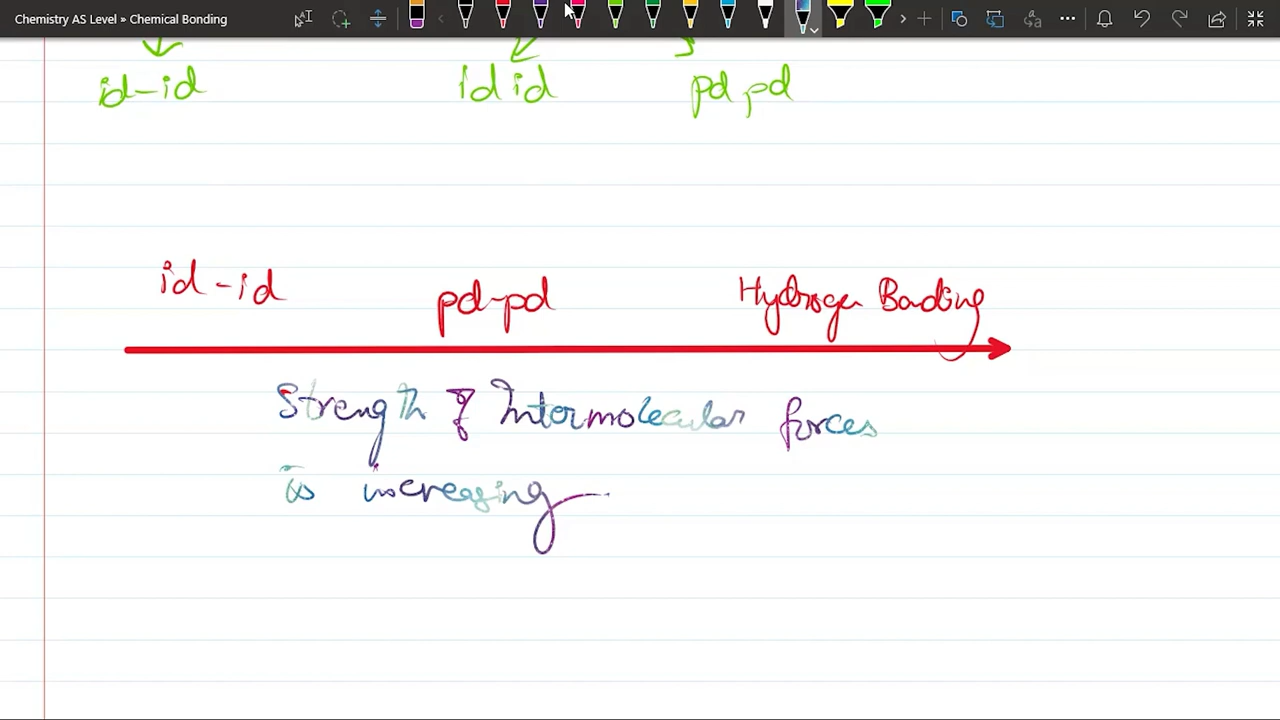 Chemistry AS Level » Chemical Bonding
id-id id id pd pd
id-id pd-pd Hydrogen Bonding
Strength of Intermolecular forces
is increasing